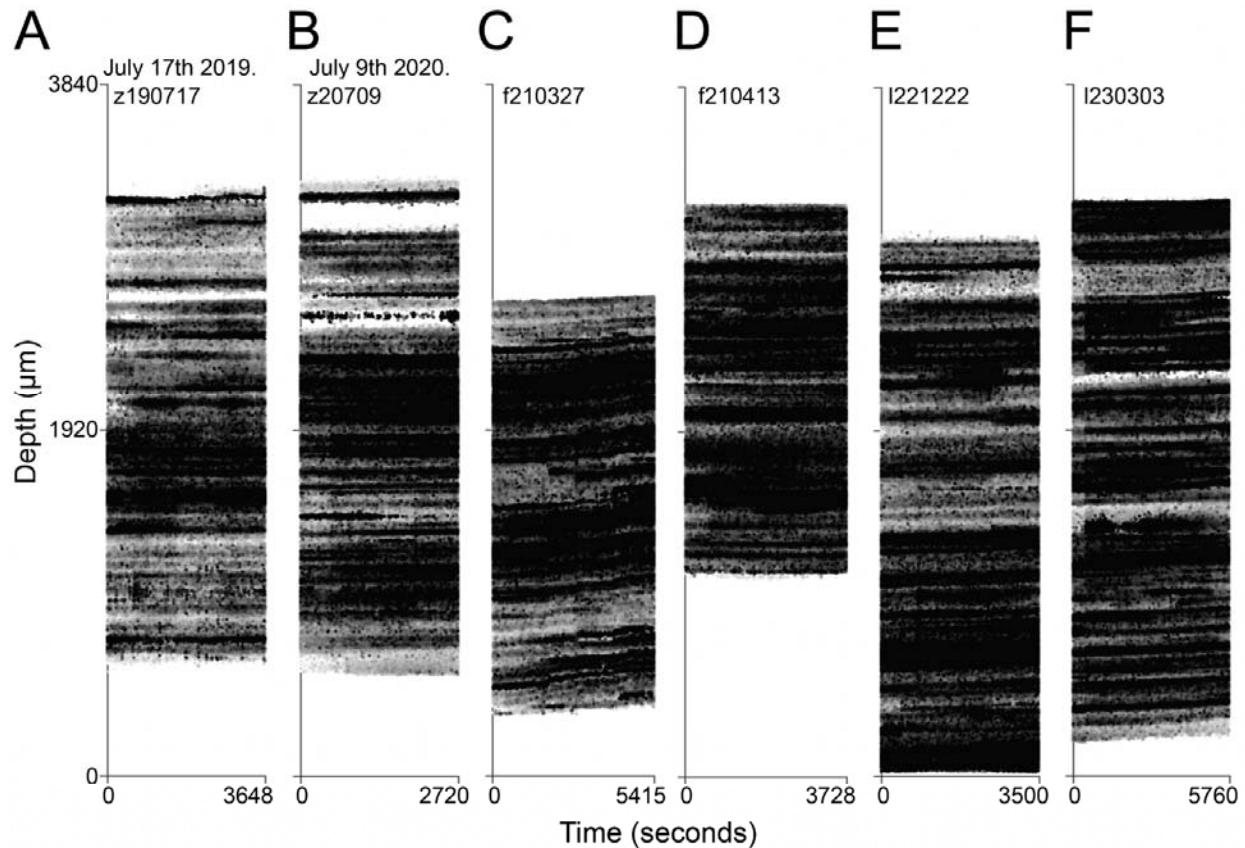 A B C D E F
July 17th 2019. July 9th 2020.
3840
z190717 z20709 f210327 f210413 l221222 l230303
Depth (µm)
1920
0
0 3648 0 2720 0 5415 0 3728 0 3500 0 5760
Time (seconds)